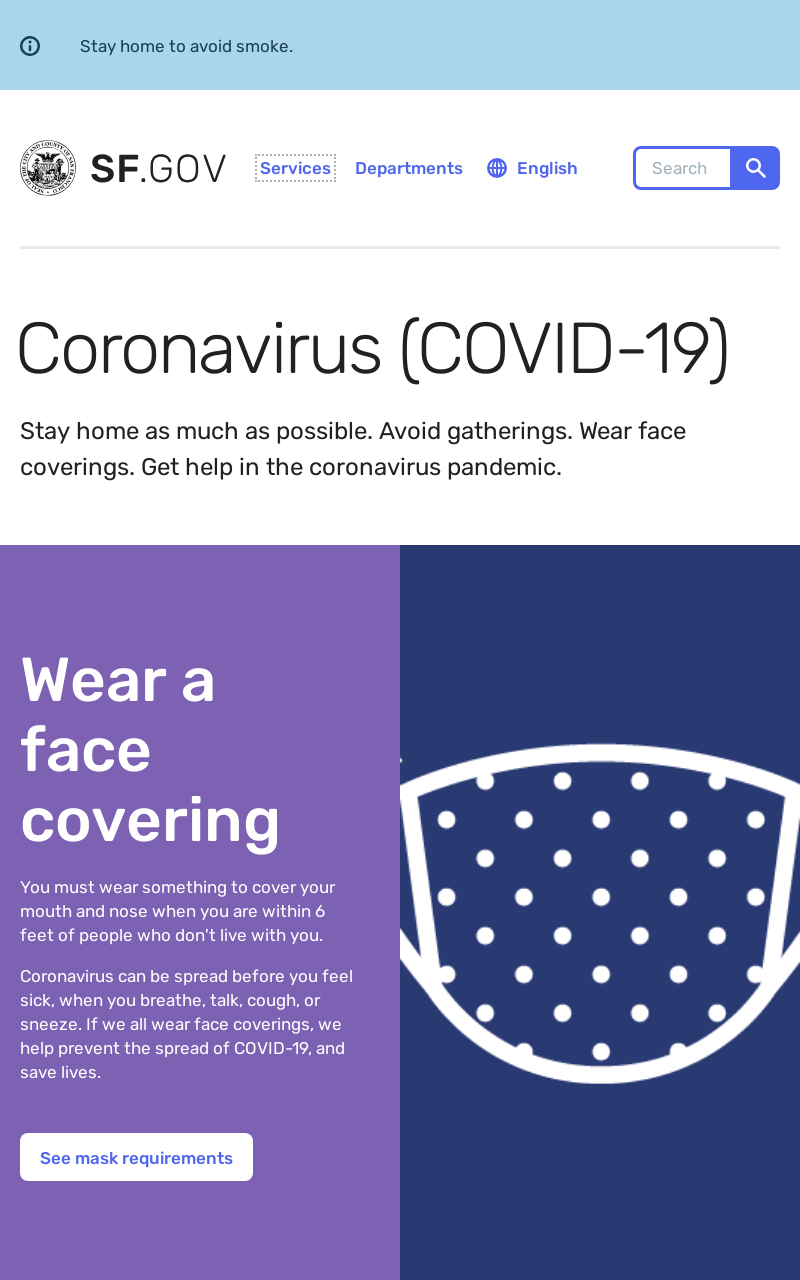 Stay home to avoid smoke.
SF.GOV
Services
Departments
English
Search
Coronavirus (COVID-19)
Stay home as much as possible. Avoid gatherings. Wear face
coverings. Get help in the coronavirus pandemic.
Wear a
face
covering
You must wear something to cover your
mouth and nose when you are within 6
feet of people who don't live with you.
Coronavirus can be spread before you feel
sick, when you breathe, talk, cough, or
sneeze. If we all wear face coverings, we
help prevent the spread of COVID-19, and
save lives.
See mask requirements